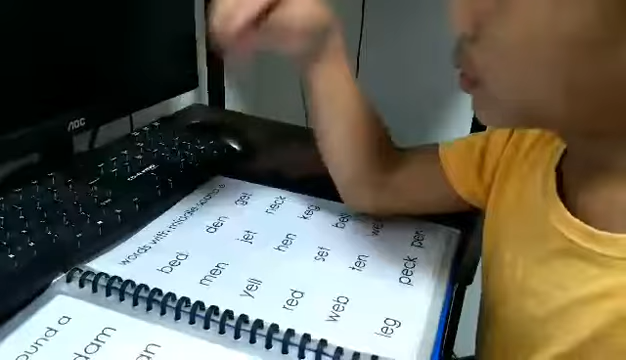 AOC
words with middle sound e
bed den get
men jet neck
yell hen keg
red set
web ten
leg peck pen
ound a